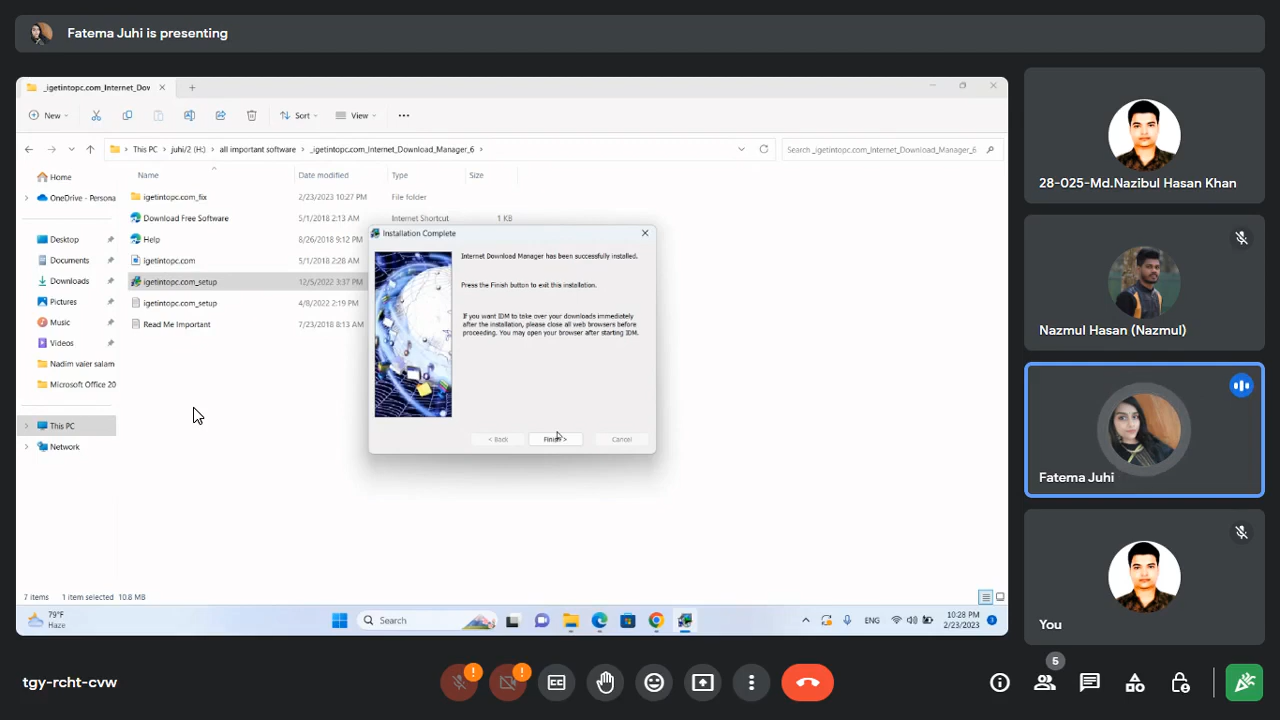 Fatema Juhi is presenting
_igetintopc.com_Internet_Dov
New
Sort
View
This PC
juhi/2 (H:)
all important software
_igetintopc.com_Internet_Download_Manager_6
Search _igetintopc.com_Internet_Download_Manager_6
Home
OneDrive - Persona
Desktop
Documents
Downloads
Pictures
Music
Videos
Nadim vaier salam
Microsoft Office 20
This PC
Network
Name Date modified Type Size
igetintopc.com_fix 2/23/2023 10:27 PM File folder
Download Free Software 5/1/2018 2:13 AM Internet Shortcut 1 KB
Help 8/26/2018 9:12 PM
igetintopc.com 5/1/2018 2:28 AM
igetintopc.com_setup 12/5/2022 3:37 PM
igetintopc.com_setup 4/8/2022 2:19 PM
Read Me Important 7/23/2018 8:13 AM
Installation Complete
Internet Download Manager has been successfully installed.
Press the Finish button to exit this installation.
If you want IDM to take over your downloads immediately
after the installation, please close all web browsers before
proceeding. You may open your browser after starting IDM.
< Back
Finish >
Cancel
7 items 1 item selected 10.8 MB
79°F
Haze
Search
ENG
10:28 PM
2/23/2023
3
28-025-Md.Nazibul Hasan Khan
Nazmul Hasan (Nazmul)
Fatema Juhi
You
tgy-rcht-cvw
5